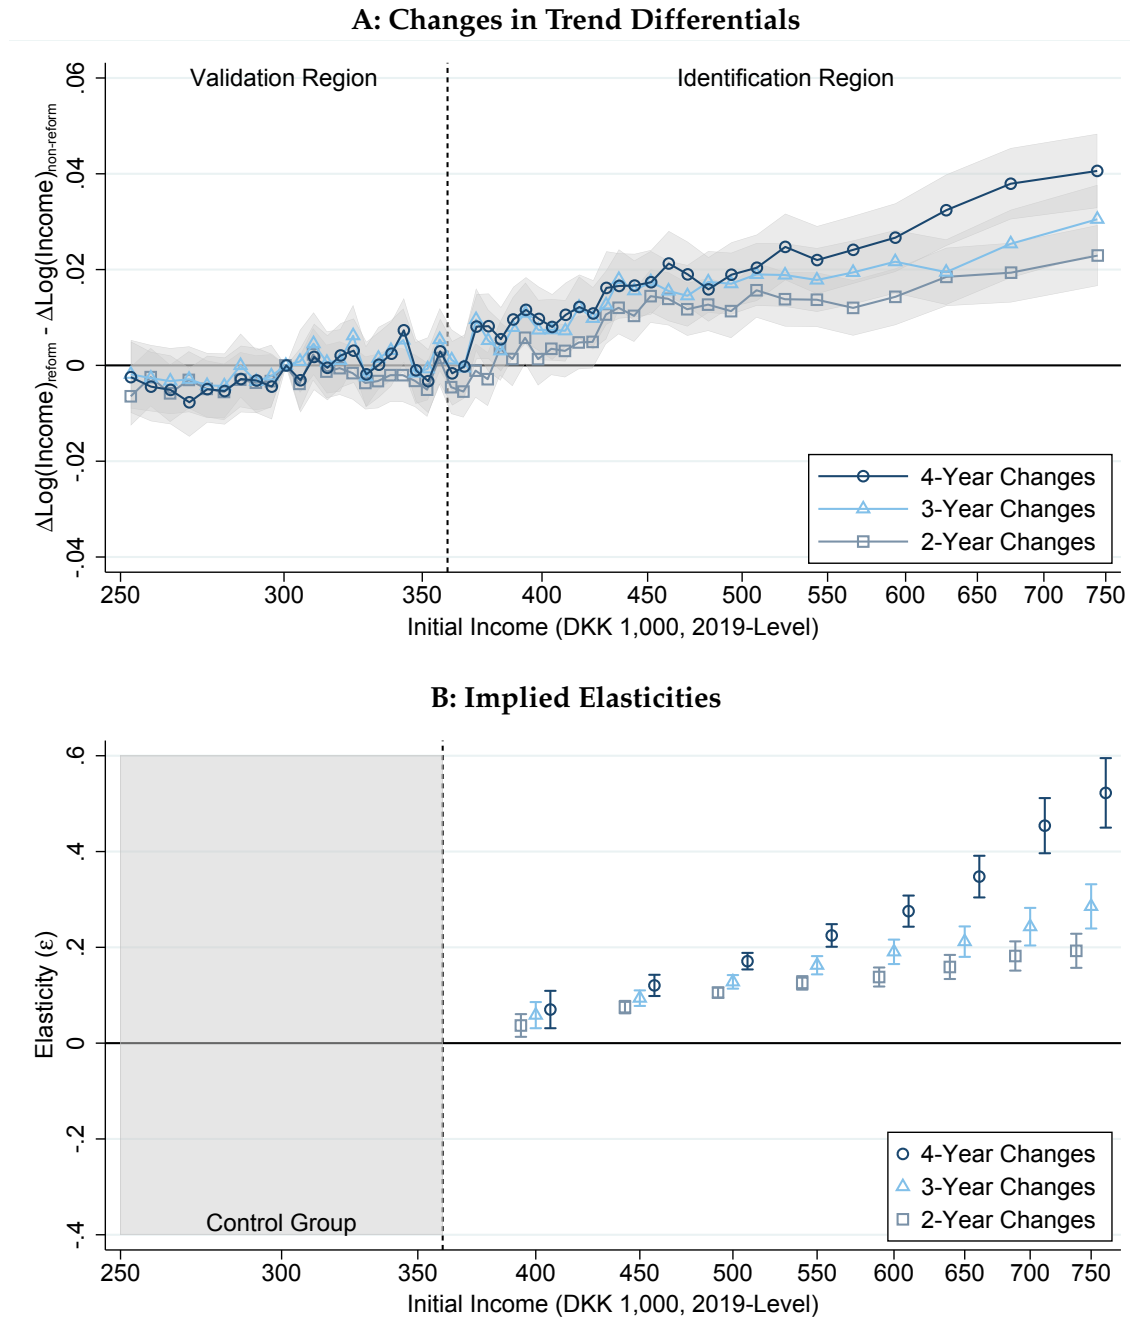 A: Changes in Trend Differentials
ΔLog(Income)reform - ΔLog(Income)non-reform
.06
.04
.02
0
-.02
-.04
Validation Region
Identification Region
4-Year Changes
3-Year Changes
2-Year Changes
250 300 350 400 450 500 550 600 650 700 750
Initial Income (DKK 1,000, 2019-Level)
B: Implied Elasticities
Elasticity (ε)
.6
.4
.2
0
-.2
-.4
Control Group
4-Year Changes
3-Year Changes
2-Year Changes
250 300 350 400 450 500 550 600 650 700 750
Initial Income (DKK 1,000, 2019-Level)